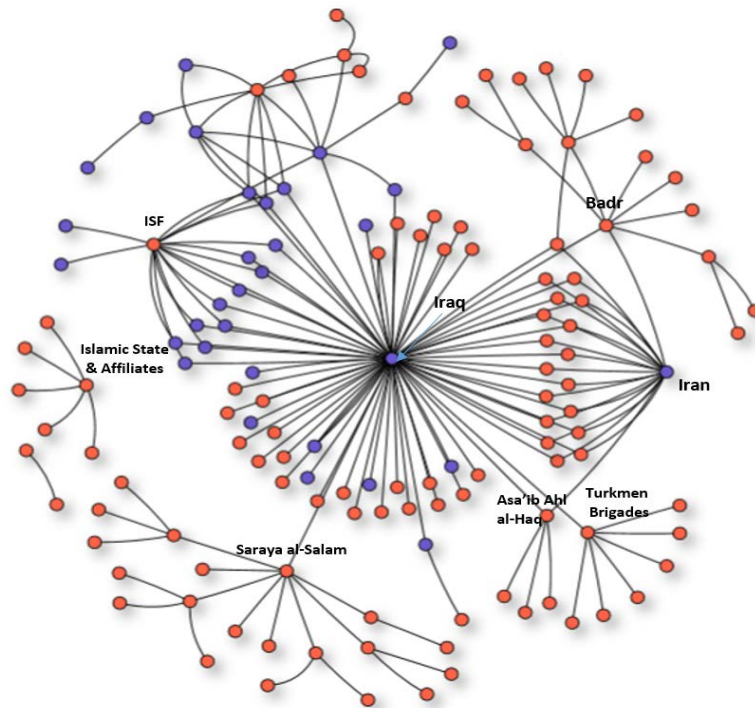 ISF
Badr
Iraq
Islamic State
& Affiliates
Iran
Asa'ib Ahl
al-Haq
Turkmen
Brigades
Saraya al-Salam